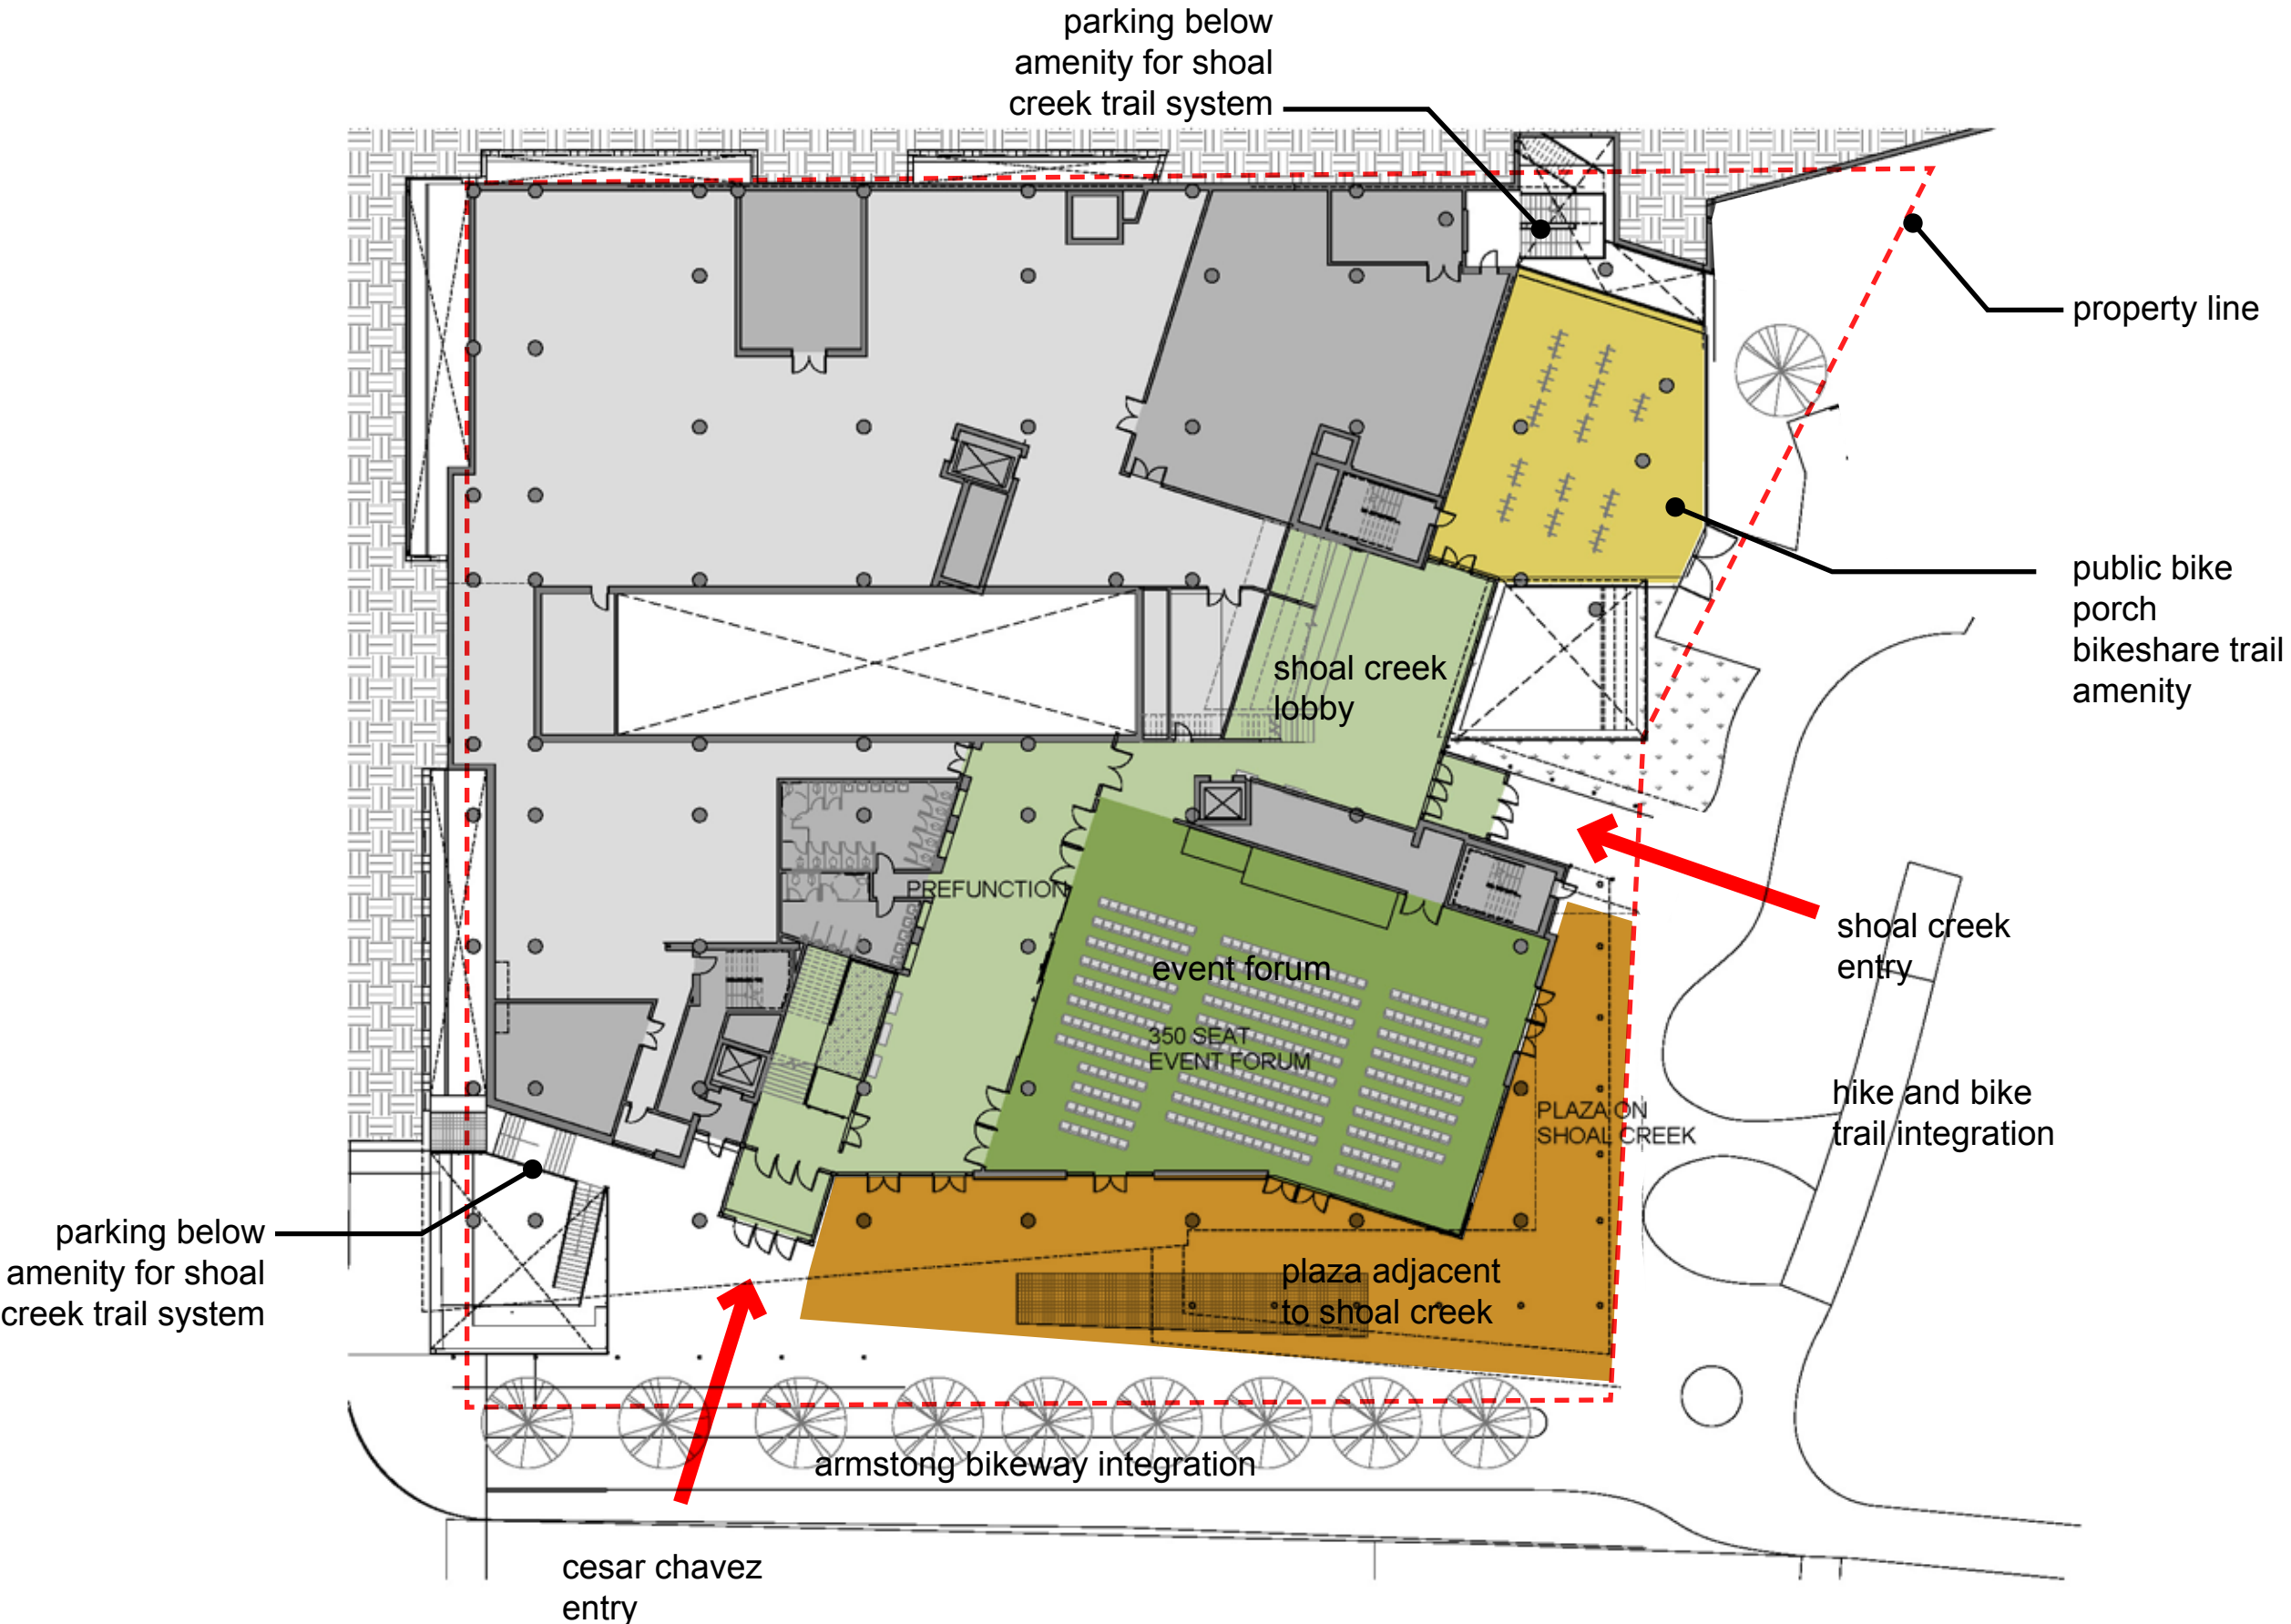 parking below
amenity for shoal
creek trail system
property line
public bike
porch
bikeshare trail
amenity
shoal creek
lobby
PREFUNCTION
shoal creek
entry
event forum
350 SEAT
EVENT FORUM
PLAZA ON
SHOAL CREEK
hike and bike
trail integration
parking below
amenity for shoal
creek trail system
plaza adjacent
to shoal creek
armstong bikeway integration
cesar chavez
entry